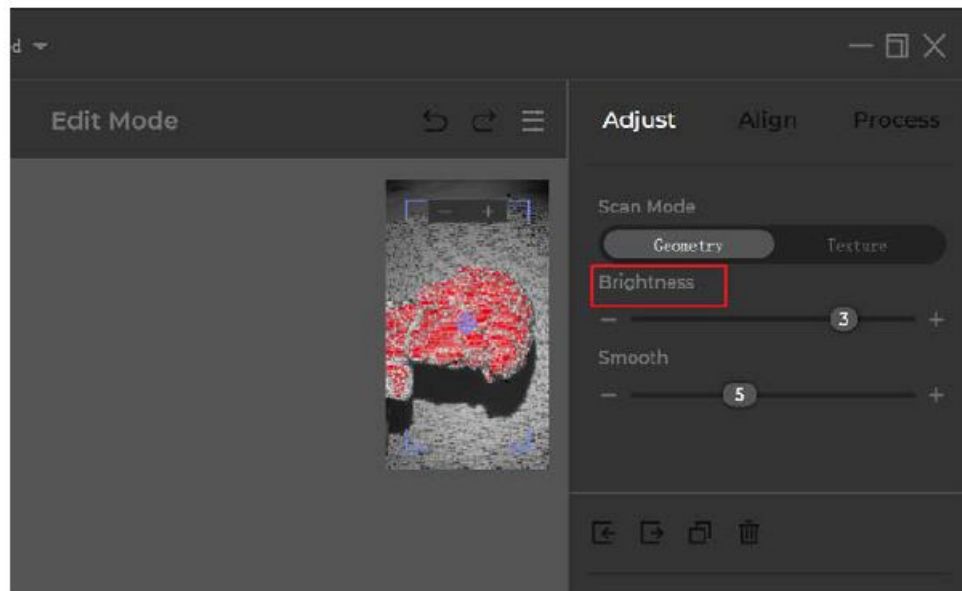 d
Edit Mode
Adjust Align Process
Scan Mode
Geometry Texture
Brightness
3
Smooth
5